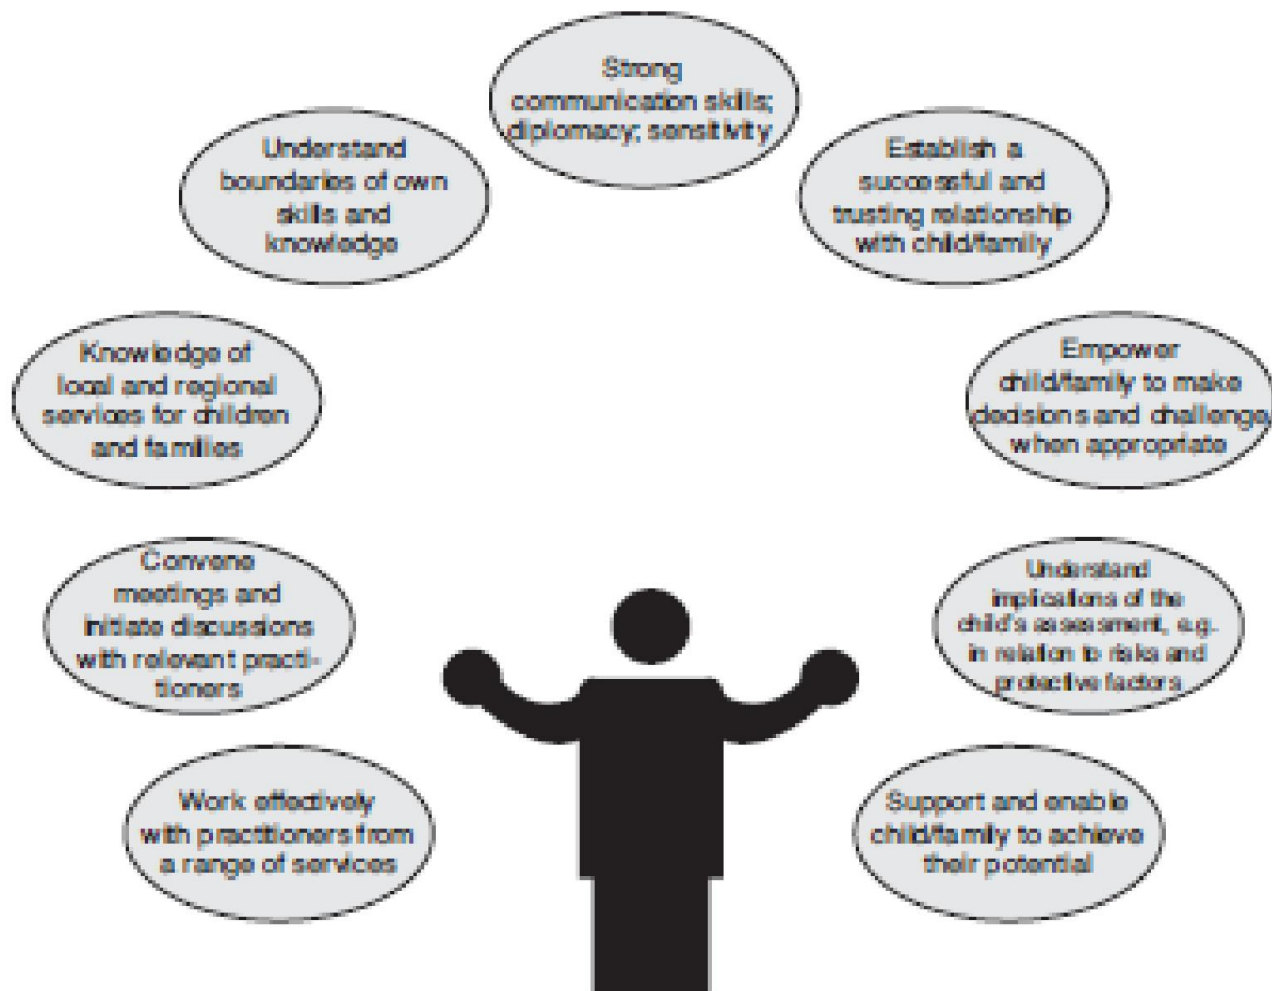 Strong
communication skills;
diplomacy; sensitivity
Understand
boundaries of own
skills and
knowledge
Establish a
successful and
trusting relationship
with child/family
Knowledge of
local and regional
services for children
and families
Empower
child/family to make
decisions and challenge,
when appropriate
Convene
meetings and
initiate discussions
with relevant practi-
tioners
Understand
implications of the
child's assessment, e.g.
in relation to risks and
protective factors
Work effectively
with practitioners from
a range of services
Support and enable
child/family to achieve
their potential